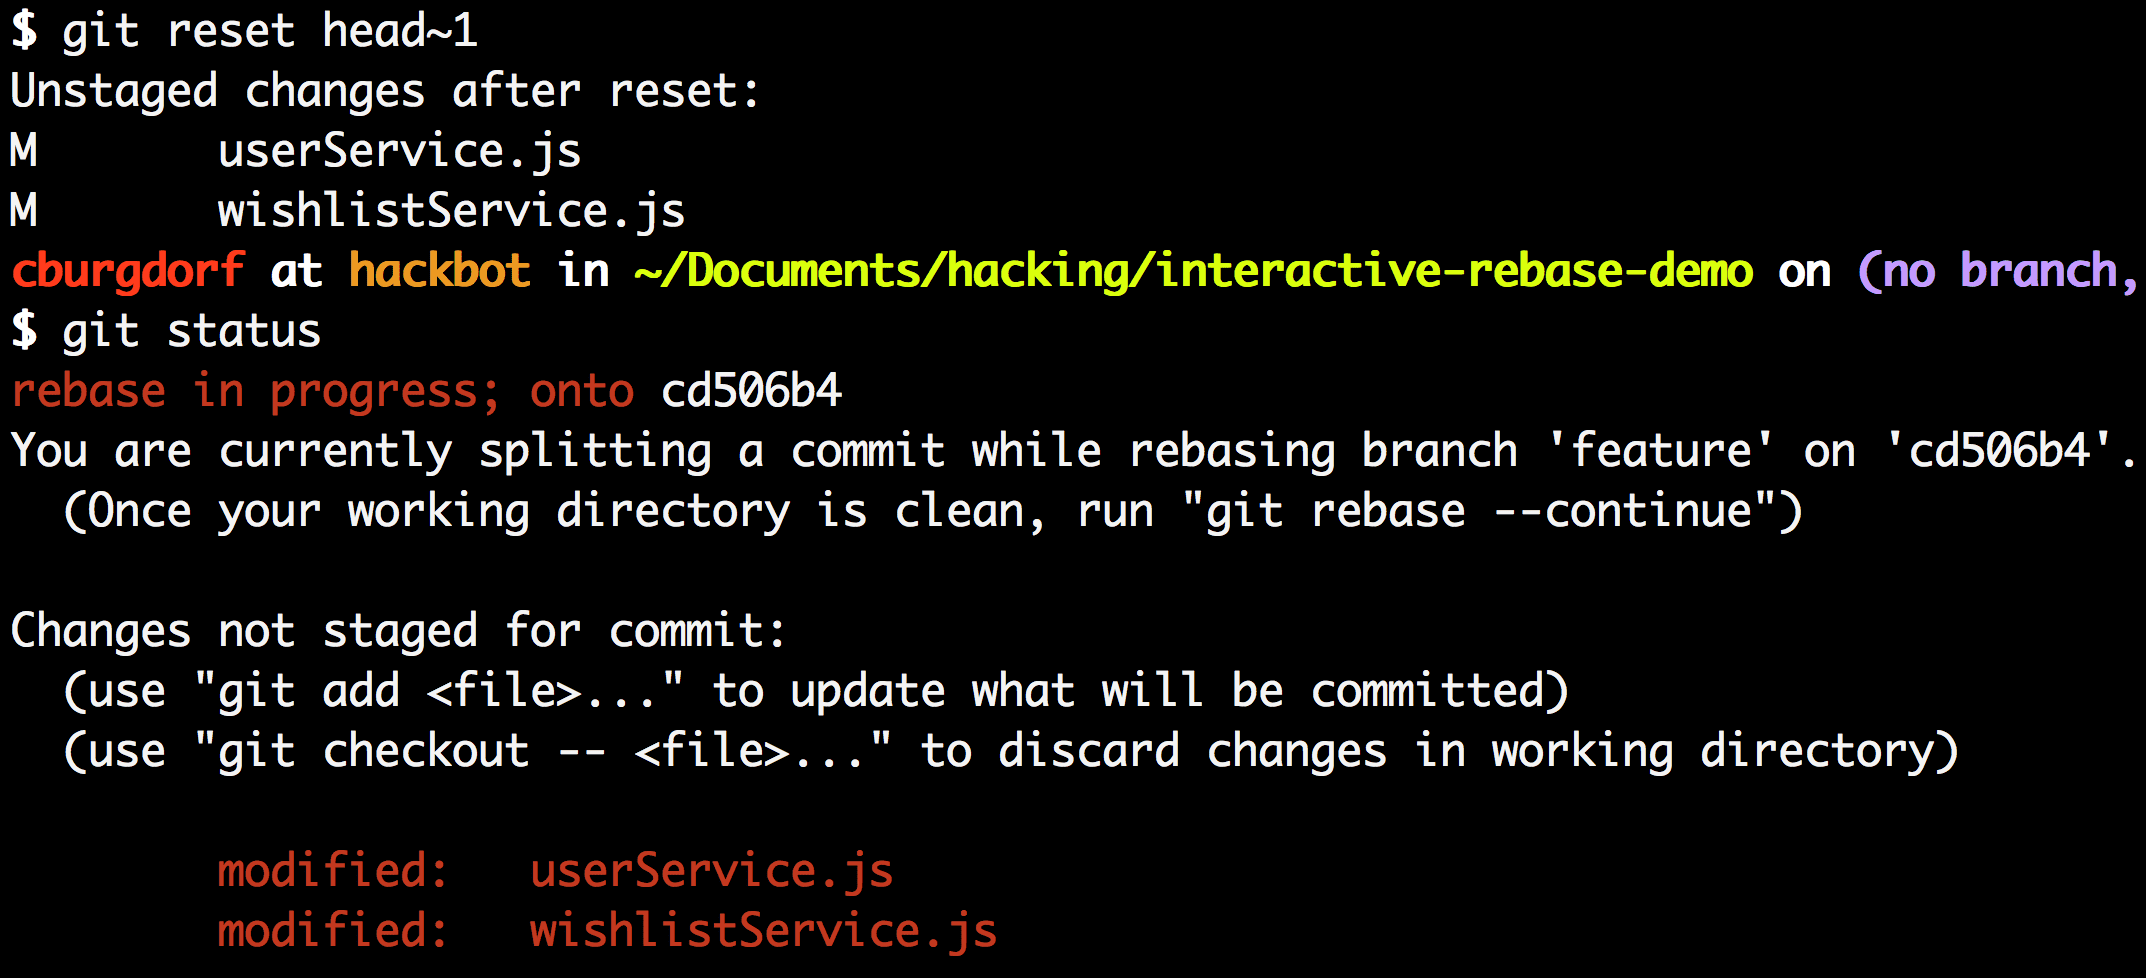 $ git reset head~1
Unstaged changes after reset:
M       userService.js
M       wishlistService.js
cburgdorf at hackbot in ~/Documents/hacking/interactive-rebase-demo on (no branch,
$ git status
rebase in progress; onto cd506b4
You are currently splitting a commit while rebasing branch 'feature' on 'cd506b4'.
  (Once your working directory is clean, run "git rebase --continue")

Changes not staged for commit:
  (use "git add <file>..." to update what will be committed)
  (use "git checkout -- <file>..." to discard changes in working directory)

        modified:   userService.js
        modified:   wishlistService.js